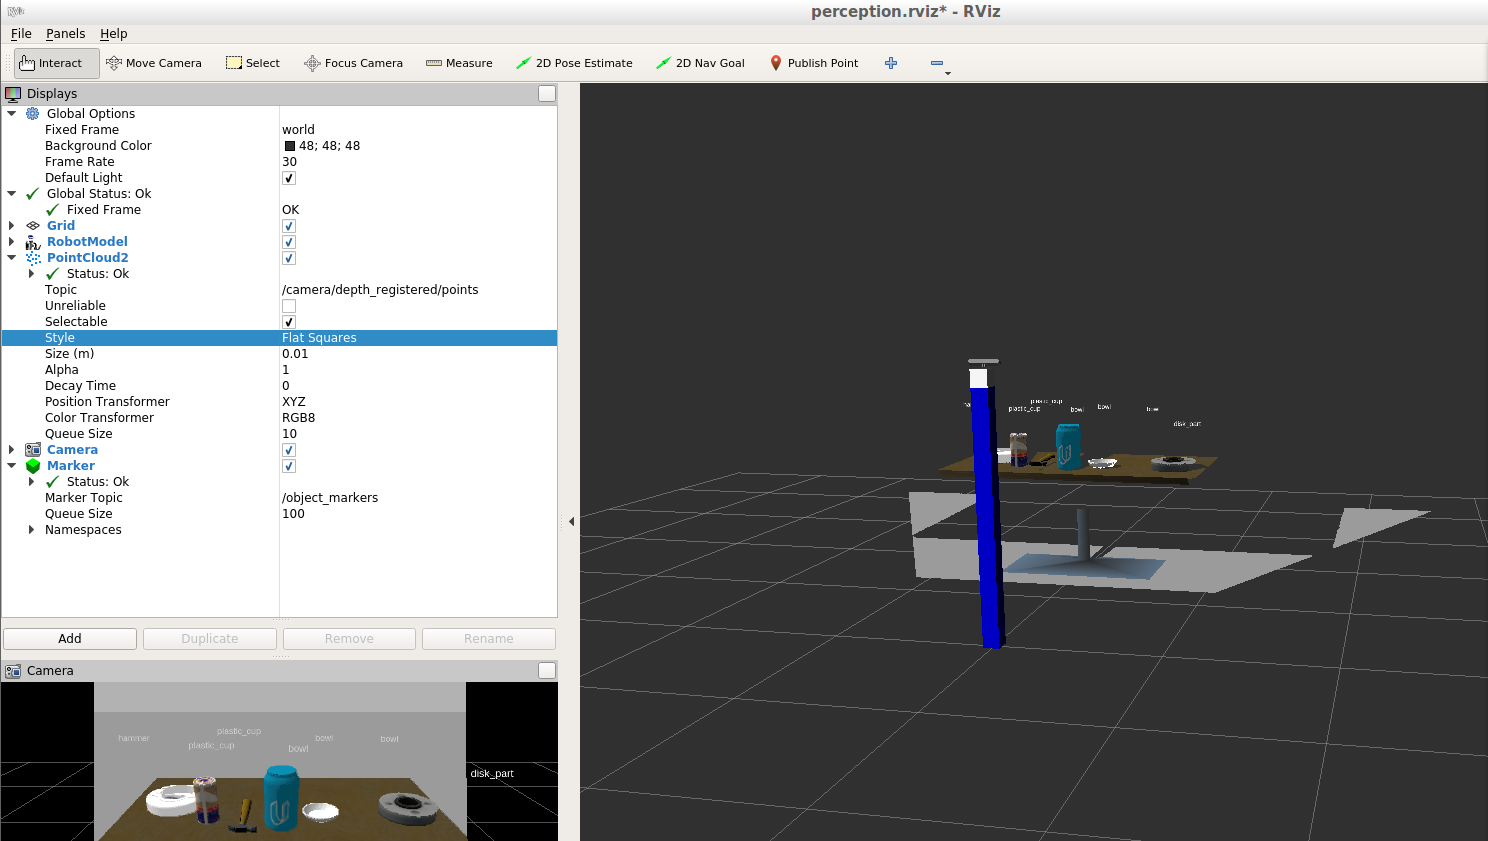 perception.rviz* - RViz
File Panels Help
Interact Move Camera Select Focus Camera Measure 2D Pose Estimate 2D Nav Goal Publish Point
Displays
Global Options
Fixed Frame world
Background Color 48; 48; 48
Frame Rate 30
Default Light
Global Status: Ok
Fixed Frame OK
Grid
RobotModel
PointCloud2
Status: Ok
Topic /camera/depth_registered/points
Unreliable
Selectable
Style Flat Squares
Size (m) 0.01
Alpha 1
Decay Time 0
Position Transformer XYZ
Color Transformer RGB8
Queue Size 10
Camera
Marker
Status: Ok
Marker Topic /object_markers
Queue Size 100
Namespaces
Add Duplicate Remove Rename
Camera
plastic_cup
hammer bowl bowl
plastic_cup bowl
disk_part
plastic_cup
plastic_cup bowl bowl bowl
disk_part